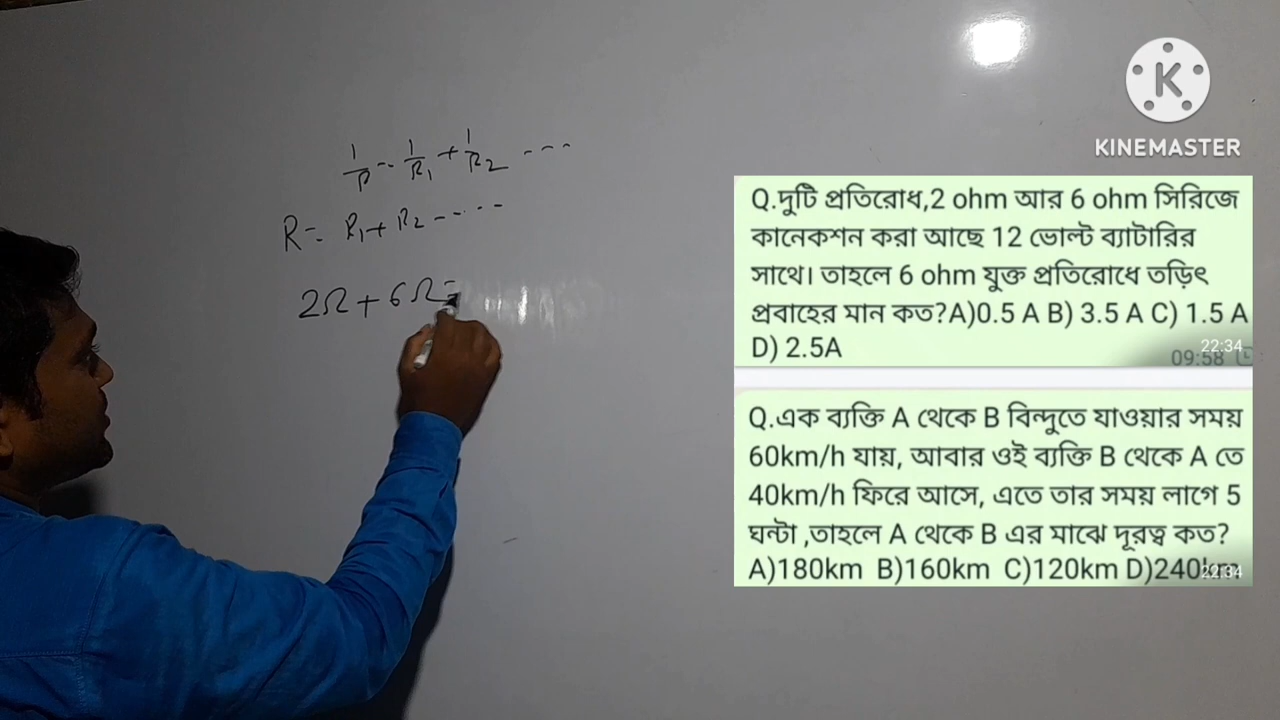 1/R = 1/R1 + 1/R2 ----
R = R1 + R2 -----
2Ω + 6Ω =
KINEMASTER
Q.দুটি প্রতিরোধ,2 ohm আর 6 ohm সিরিজে
কানেকশন করা আছে 12 ভোল্ট ব্যাটারির
সাথে। তাহলে 6 ohm যুক্ত প্রতিরোধে তড়িৎ
প্রবাহের মান কত?A)0.5 A B) 3.5 A C) 1.5 A
D) 2.5A
22:34
09:58
Q.এক ব্যক্তি A থেকে B বিন্দুতে যাওয়ার সময়
60km/h যায়, আবার ওই ব্যক্তি B থেকে A তে
40km/h ফিরে আসে, এতে তার সময় লাগে 5
ঘন্টা ,তাহলে A থেকে B এর মাঝে দূরত্ব কত?
A)180km B)160km C)120km D)240km
22:34